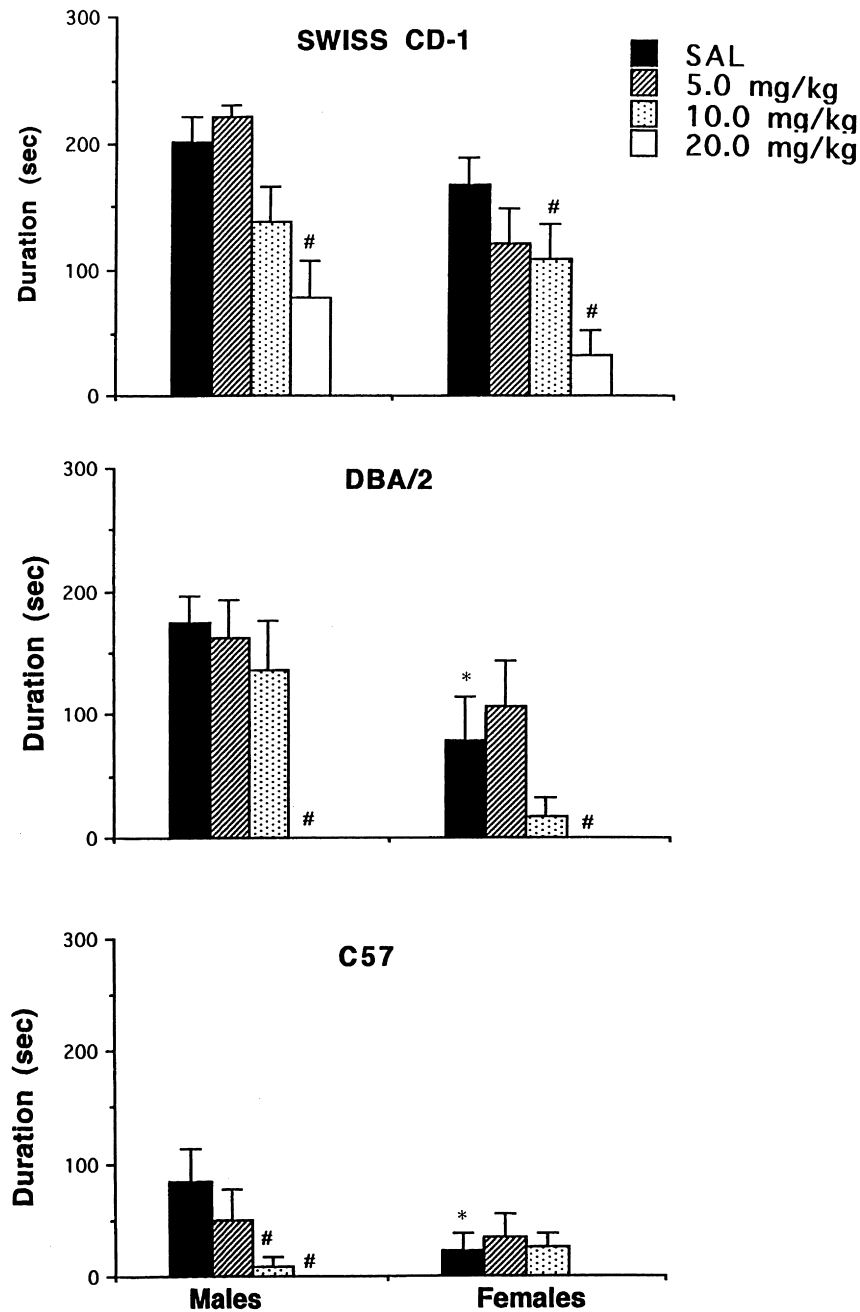 300
SWISS CD-1
SAL
5.0 mg/kg
10.0 mg/kg
20.0 mg/kg
200
#
#
#
100
0
Duration (sec)
300
DBA/2
200
*
100
#
#
0
Duration (sec)
300
C57
200
100
*
#
#
0
Duration (sec)
Males
Females